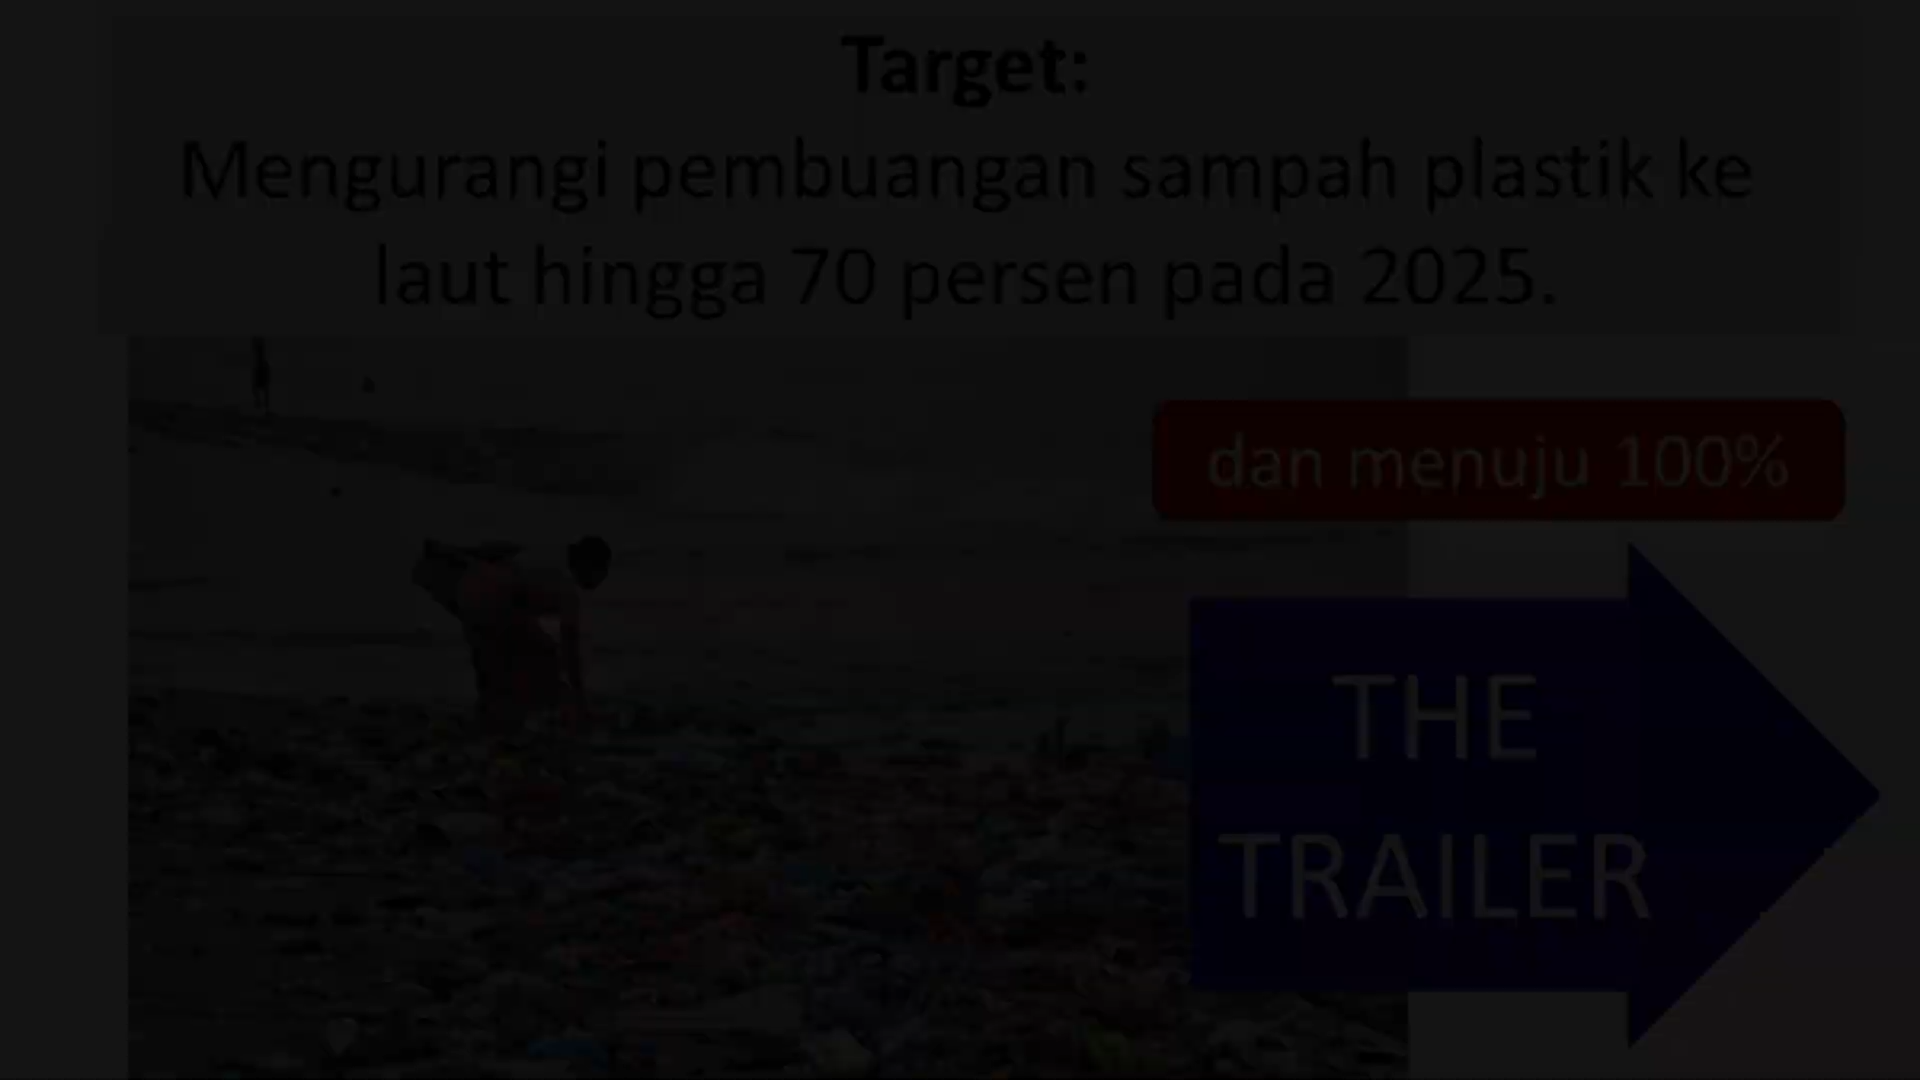 Target:
Mengurangi pembuangan sampah plastik ke
laut hingga 70 persen pada 2025.
dan menuju 100%
THE
TRAILER